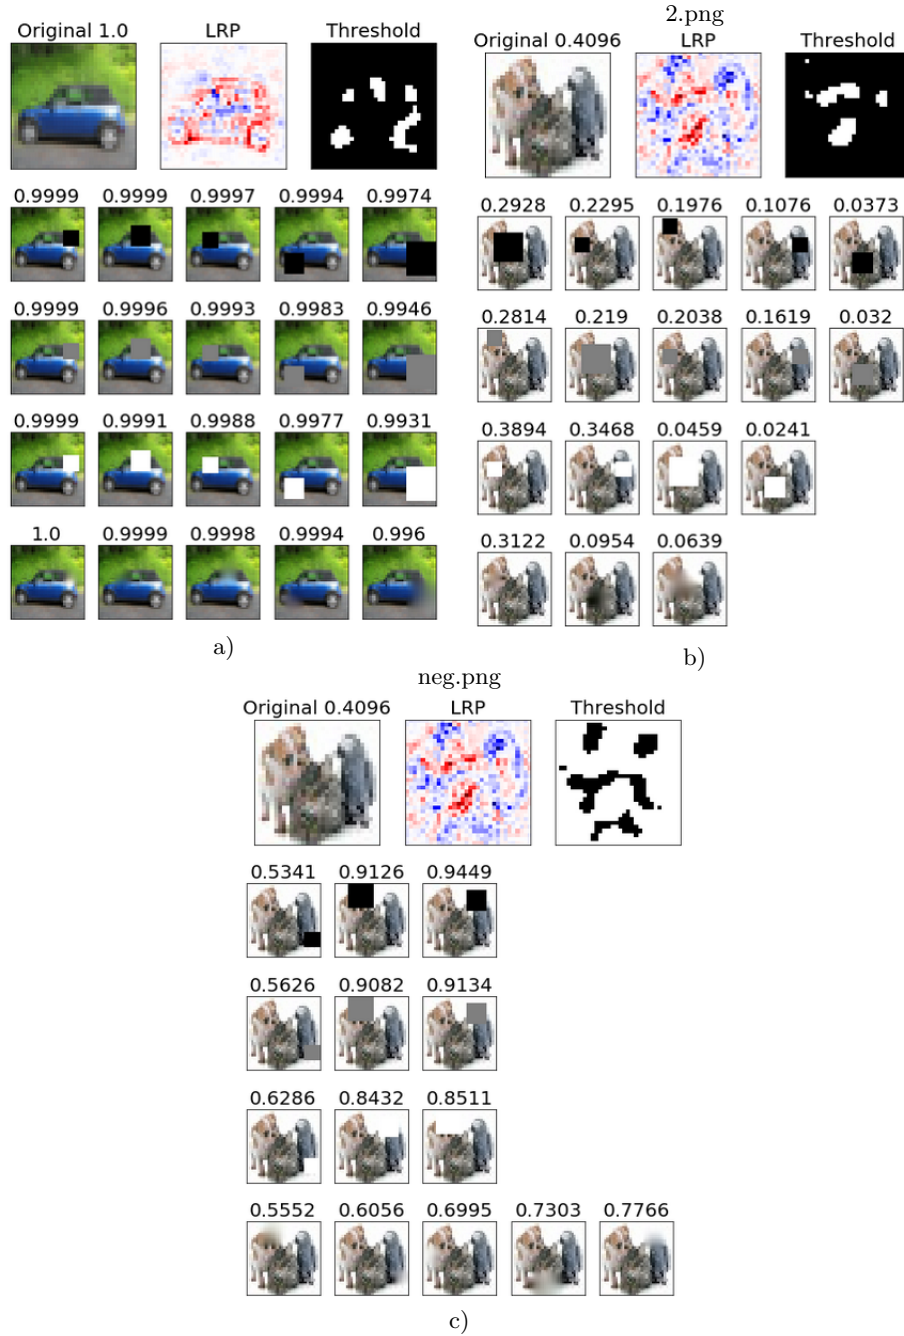 Original 1.0 LRP Threshold
0.9999 0.9999 0.9997 0.9994 0.9974
0.9999 0.9996 0.9993 0.9983 0.9946
0.9999 0.9991 0.9988 0.9977 0.9931
1.0 0.9999 0.9998 0.9994 0.996
a)
2.png
Original 0.4096 LRP Threshold
0.2928 0.2295 0.1976 0.1076 0.0373
0.2814 0.219 0.2038 0.1619 0.032
0.3894 0.3468 0.0459 0.0241
0.3122 0.0954 0.0639
b)
neg.png
Original 0.4096 LRP Threshold
0.5341 0.9126 0.9449
0.5626 0.9082 0.9134
0.6286 0.8432 0.8511
0.5552 0.6056 0.6995 0.7303 0.7766
c)